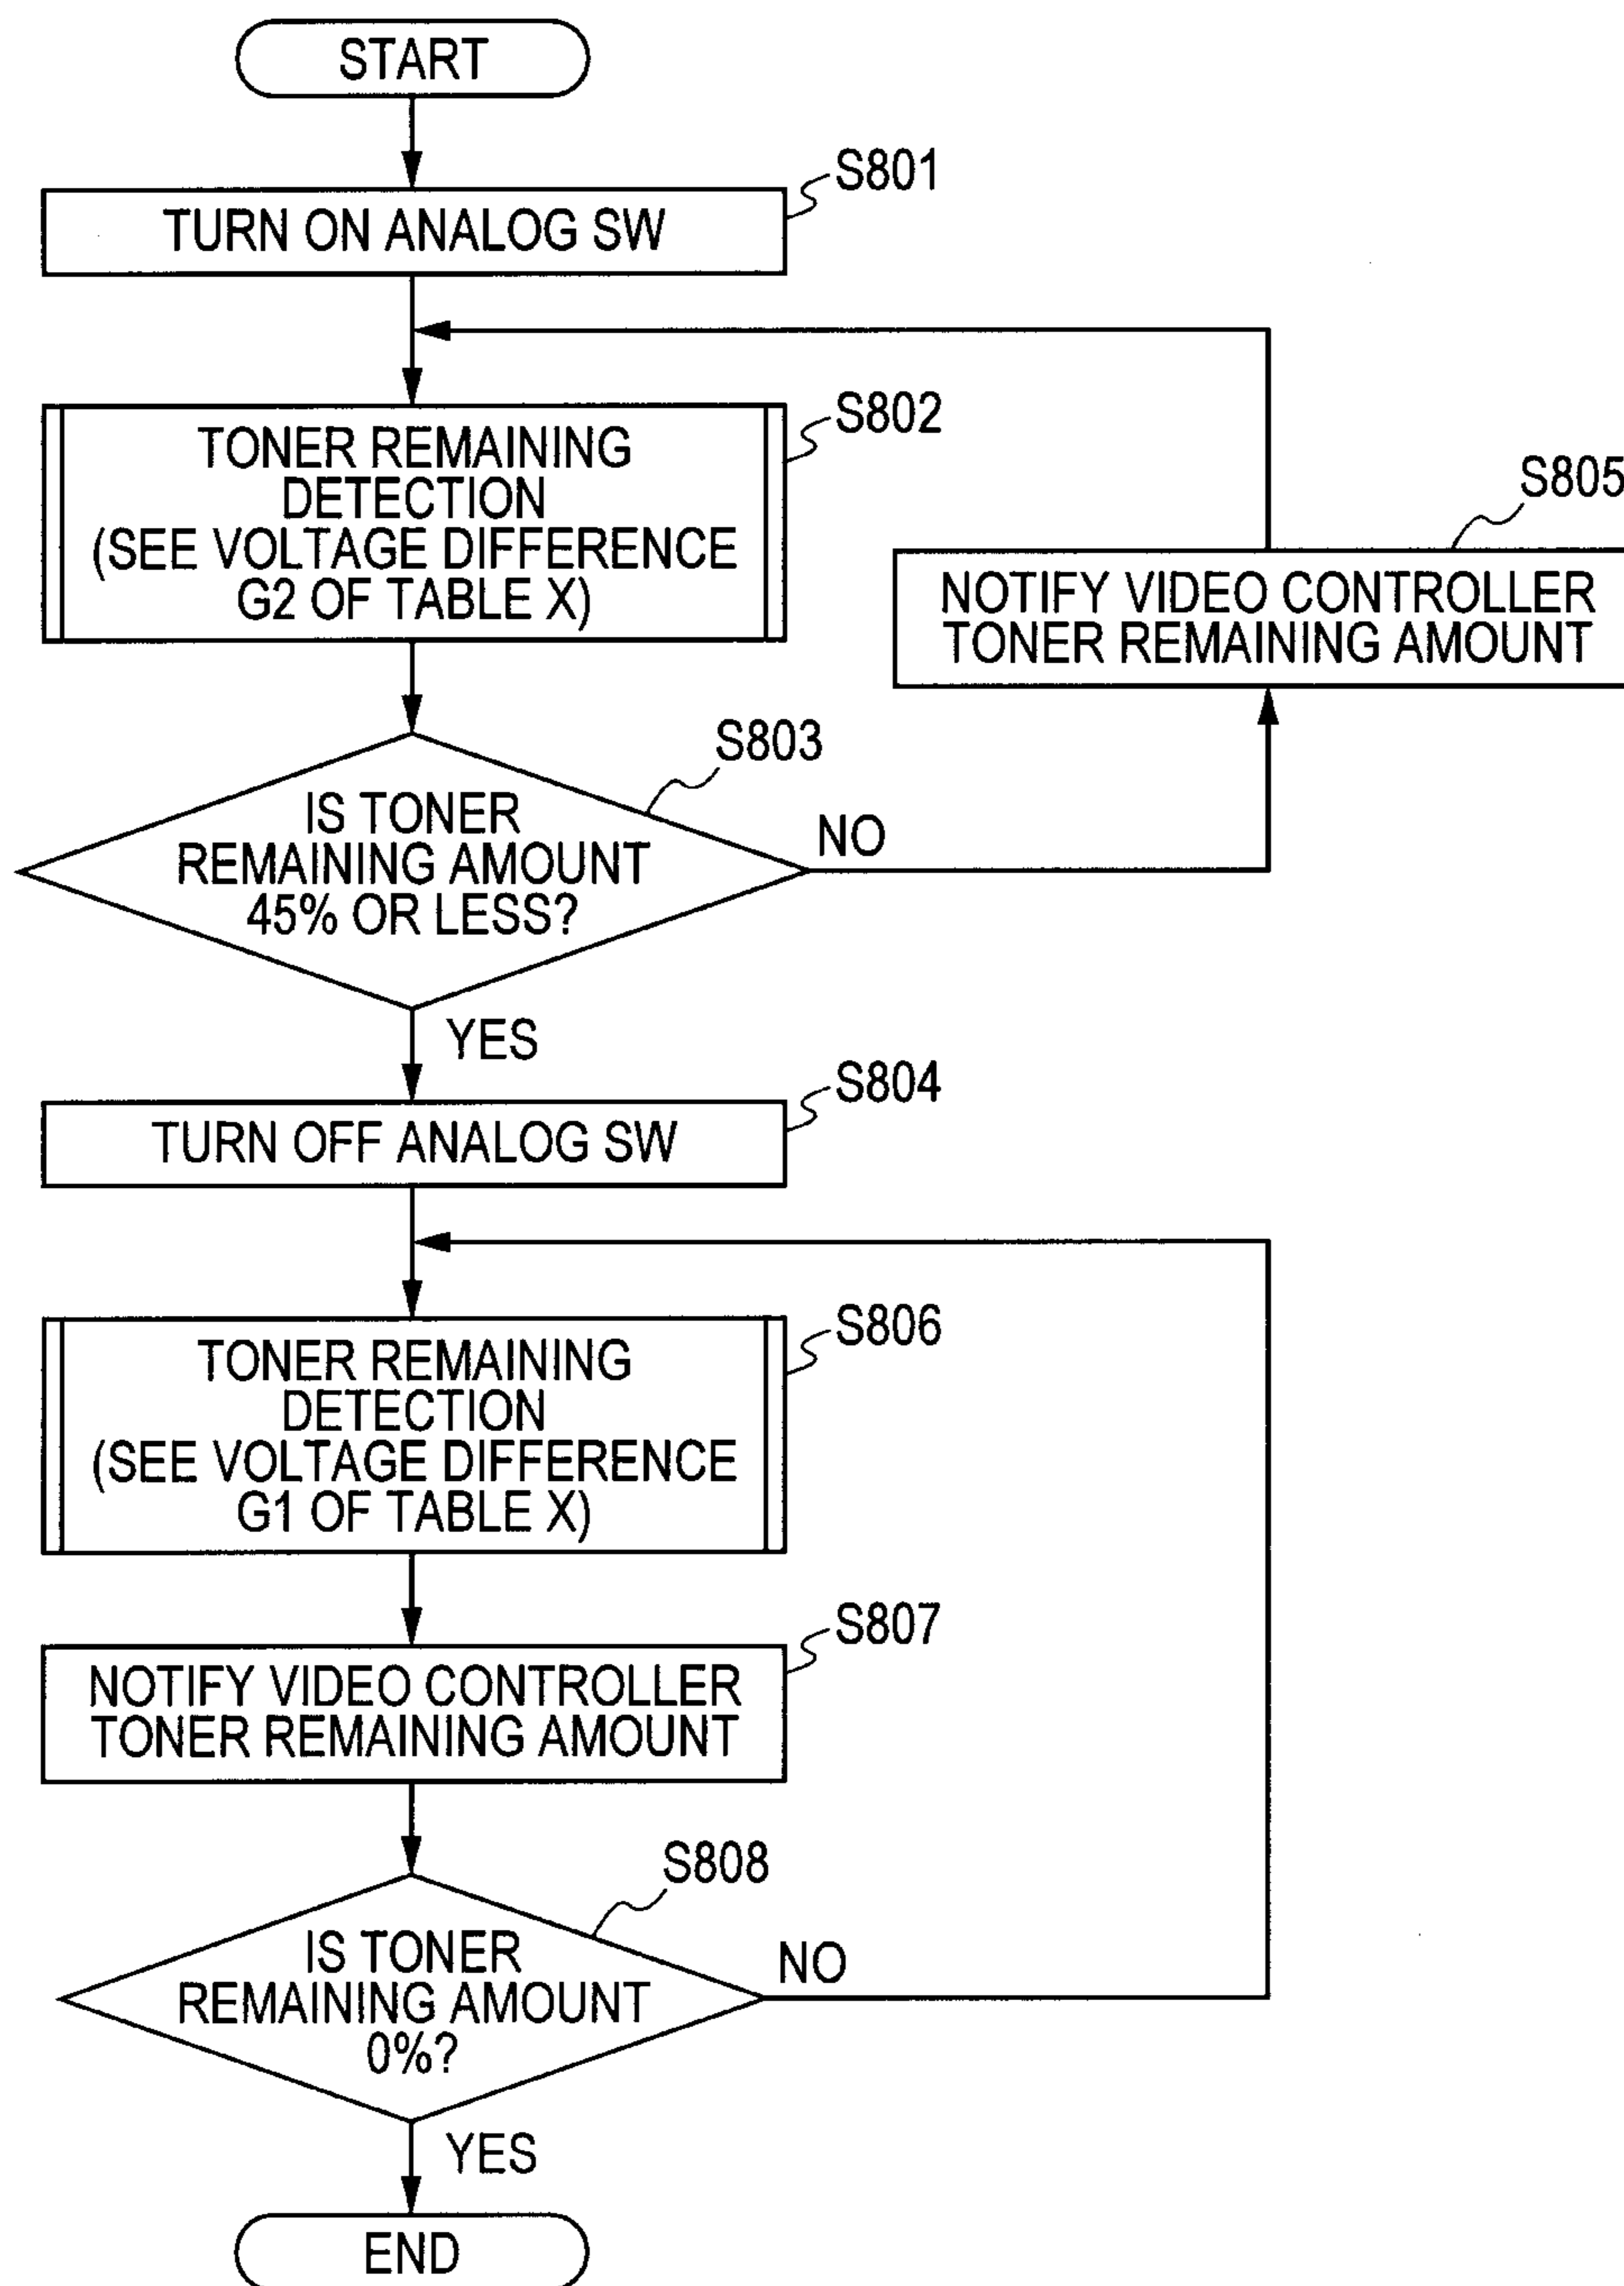 START
S801
TURN ON ANALOG SW
S802
TONER REMAINING
DETECTION
(SEE VOLTAGE DIFFERENCE
G2 OF TABLE X)
S805
NOTIFY VIDEO CONTROLLER
TONER REMAINING AMOUNT
S803
IS TONER
REMAINING AMOUNT
45% OR LESS?
NO
YES
S804
TURN OFF ANALOG SW
S806
TONER REMAINING
DETECTION
(SEE VOLTAGE DIFFERENCE
G1 OF TABLE X)
S807
NOTIFY VIDEO CONTROLLER
TONER REMAINING AMOUNT
S808
IS TONER
REMAINING AMOUNT
0%?
NO
YES
END